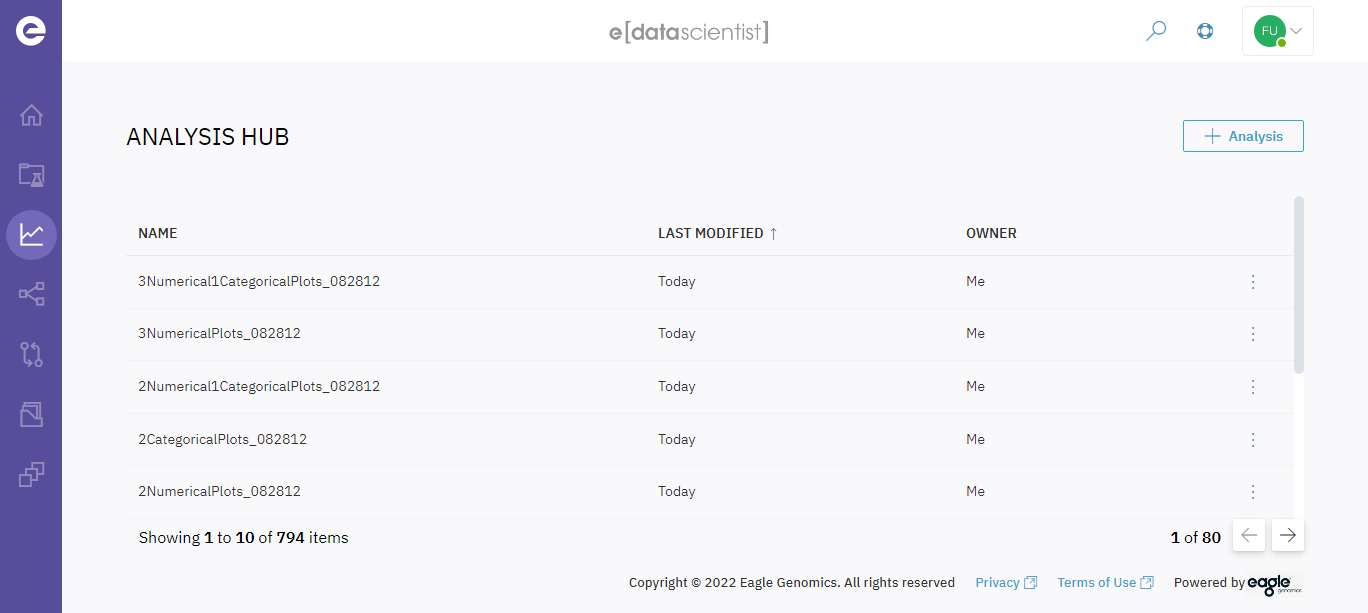 e[datascientist]
FU
ANALYSIS HUB
Analysis
NAME LAST MODIFIED ↑ OWNER
3Numerical1CategoricalPlots_082812 Today Me
3NumericalPlots_082812 Today Me
2Numerical1CategoricalPlots_082812 Today Me
2CategoricalPlots_082812 Today Me
2NumericalPlots_082812 Today Me
Showing 1 to 10 of 794 items 1 of 80
Copyright © 2022 Eagle Genomics. All rights reserved Privacy Terms of Use Powered by eagle genomics